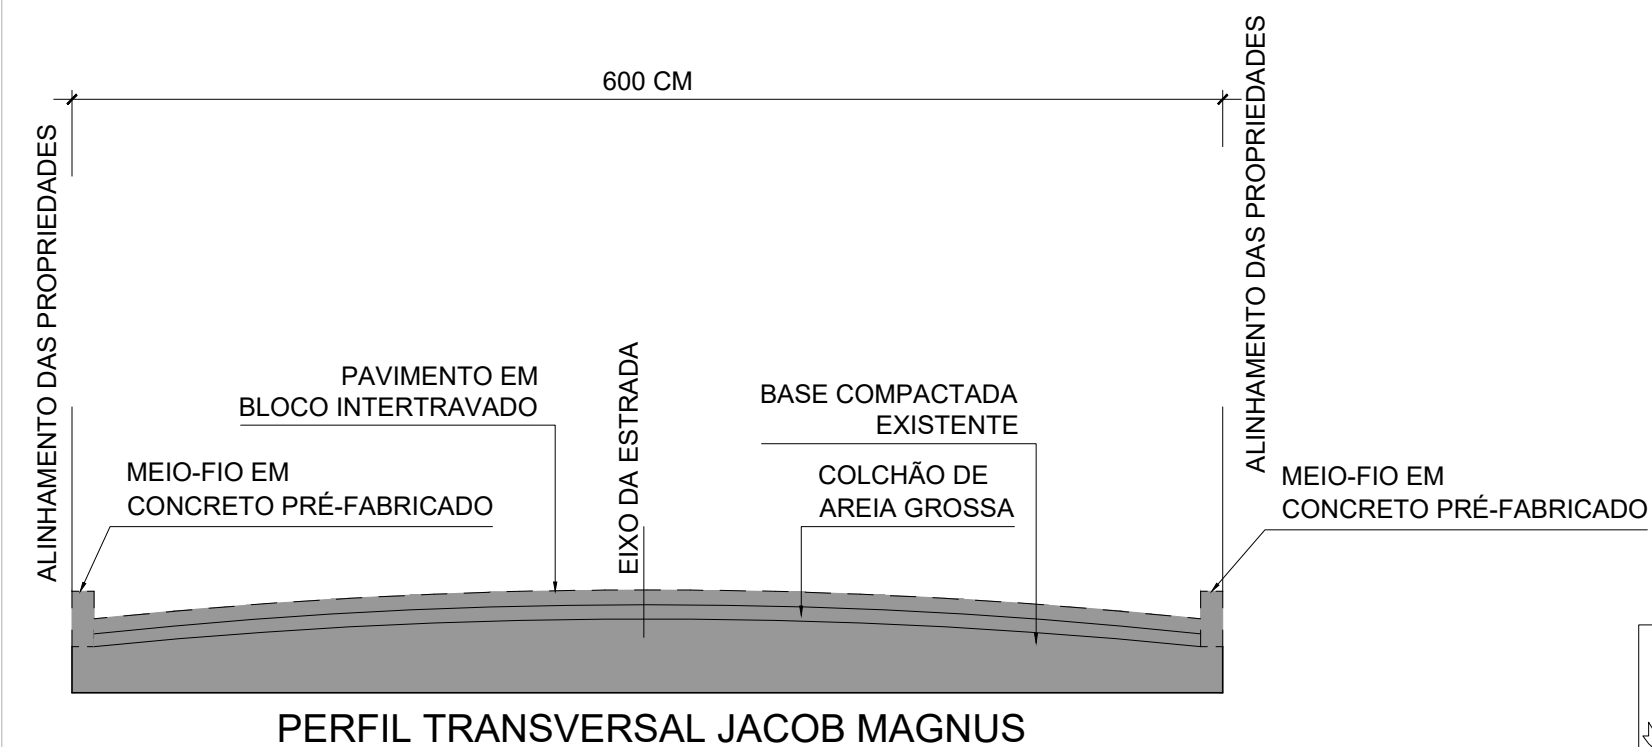 600 CM
ALINHAMENTO DAS PROPRIEDADES
ALINHAMENTO DAS PROPRIEDADES
PAVIMENTO EM
BLOCO INTERTRAVADO
EIXO DA ESTRADA
BASE COMPACTADA
EXISTENTE
MEIO-FIO EM
CONCRETO PRÉ-FABRICADO
COLCHÃO DE
AREIA GROSSA
MEIO-FIO EM
CONCRETO PRÉ-FABRICADO
PERFIL TRANSVERSAL JACOB MAGNUS